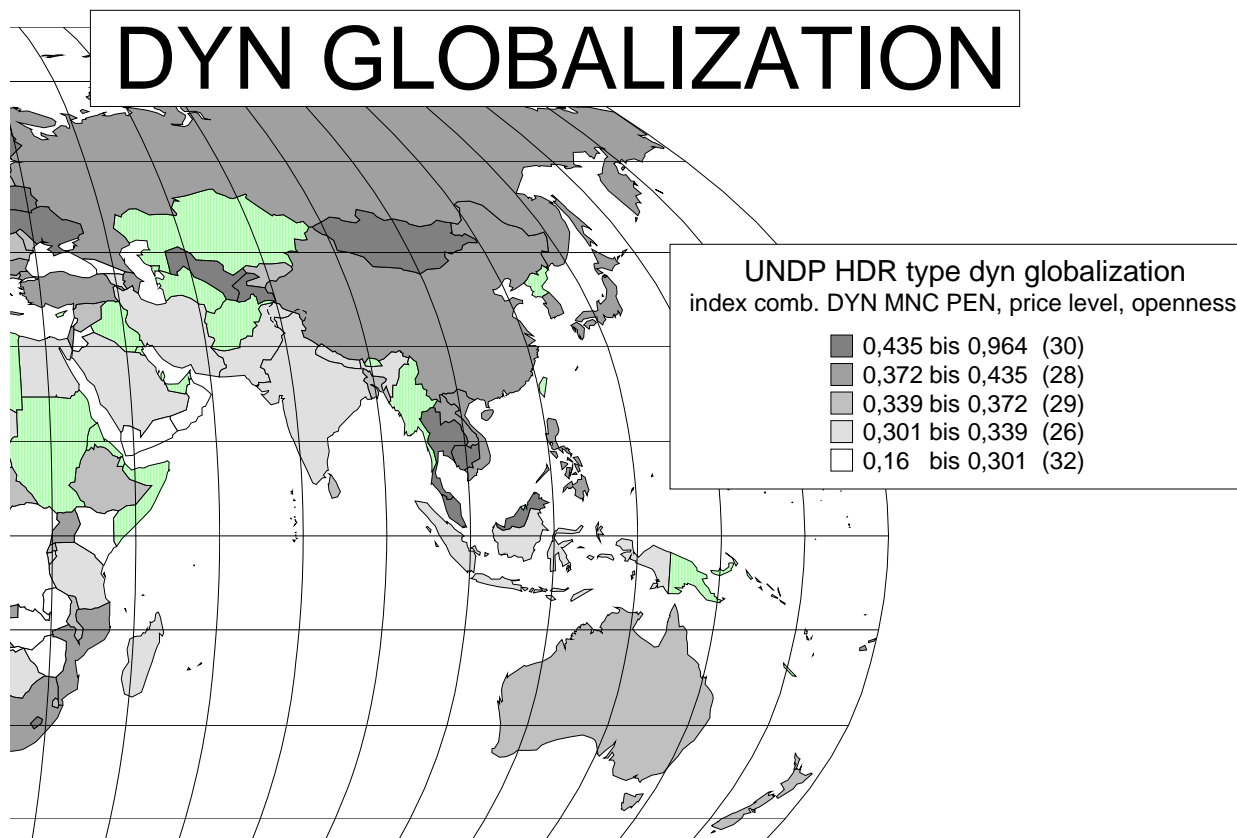 DYN GLOBALIZATION
UNDP HDR type dyn globalization
index comb. DYN MNC PEN, price level, openness
0,435 bis 0,964 (30)
0,372 bis 0,435 (28)
0,339 bis 0,372 (29)
0,301 bis 0,339 (26)
0,16 bis 0,301 (32)